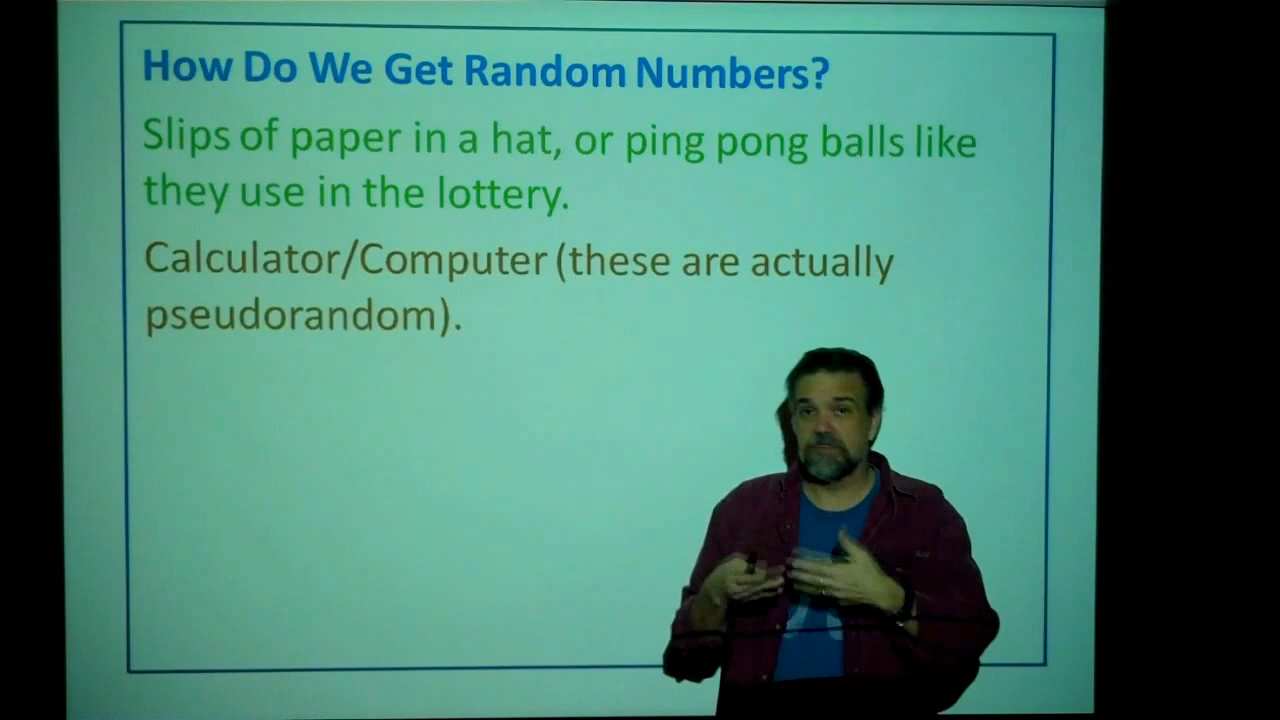 How Do We Get Random Numbers?
Slips of paper in a hat, or ping pong balls like
they use in the lottery.
Calculator/Computer (these are actually
pseudorandom).